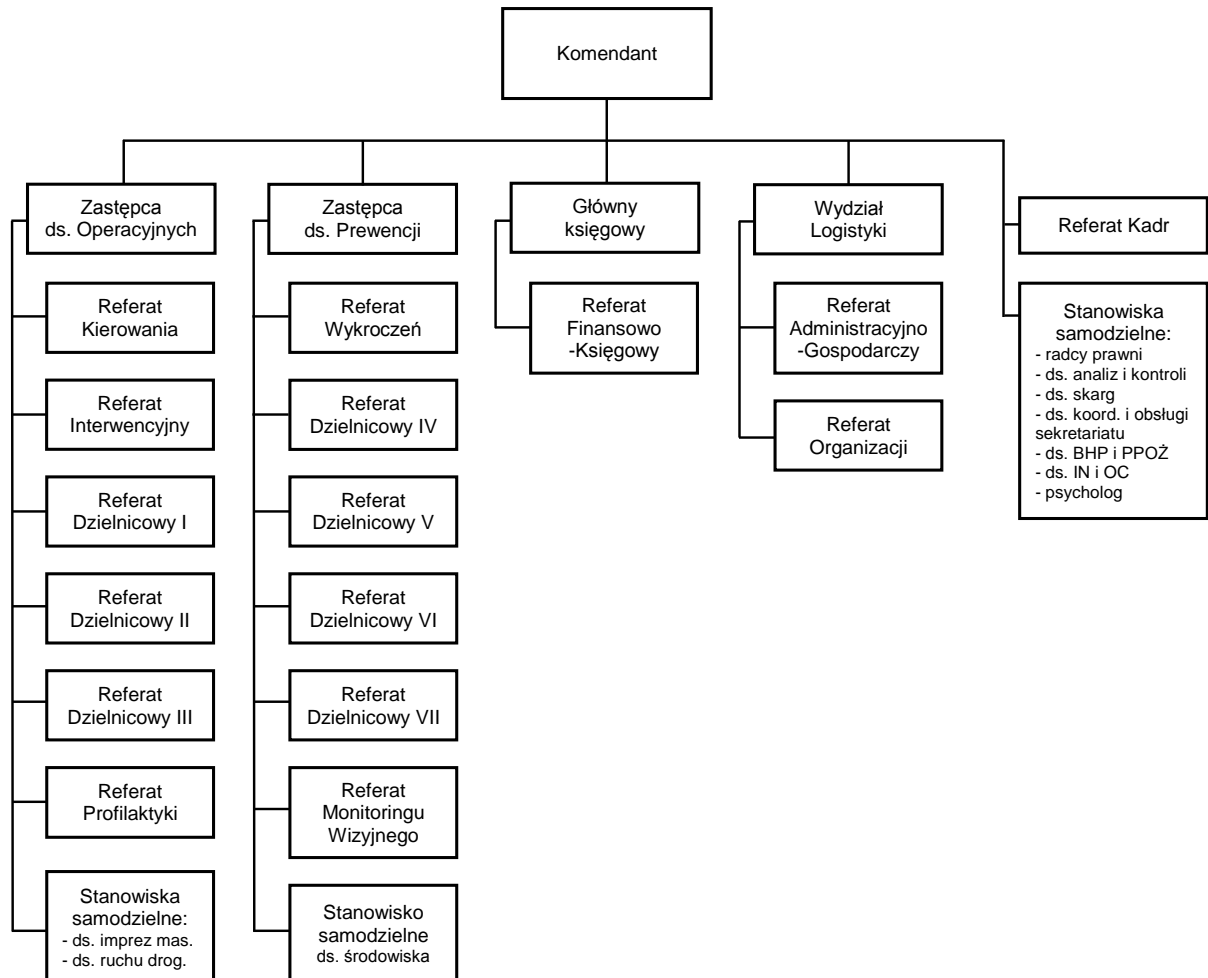 Komendant
Zastępca
ds. Operacyjnych
Referat
Kierowania
Referat
Interwencyjny
Referat
Dzielnicowy I
Referat
Dzielnicowy II
Referat
Dzielnicowy III
Referat
Profilaktyki
Stanowiska
samodzielne:
- ds. imprez mas.
- ds. ruchu drog.
Zastępca
ds. Prewencji
Referat
Wykroczeń
Referat
Dzielnicowy IV
Referat
Dzielnicowy V
Referat
Dzielnicowy VI
Referat
Dzielnicowy VII
Referat
Monitoringu
Wizyjnego
Stanowisko
samodzielne
ds. środowiska
Główny
księgowy
Referat
Finansowo
-Księgowy
Wydział
Logistyki
Referat
Administracyjno
-Gospodarczy
Referat
Organizacji
Referat Kadr
Stanowiska
samodzielne:
- radcy prawni
- ds. analiz i kontroli
- ds. skarg
- ds. koord. i obsługi
sekretariatu
- ds. BHP i PPOŻ
- ds. IN i OC
- psycholog